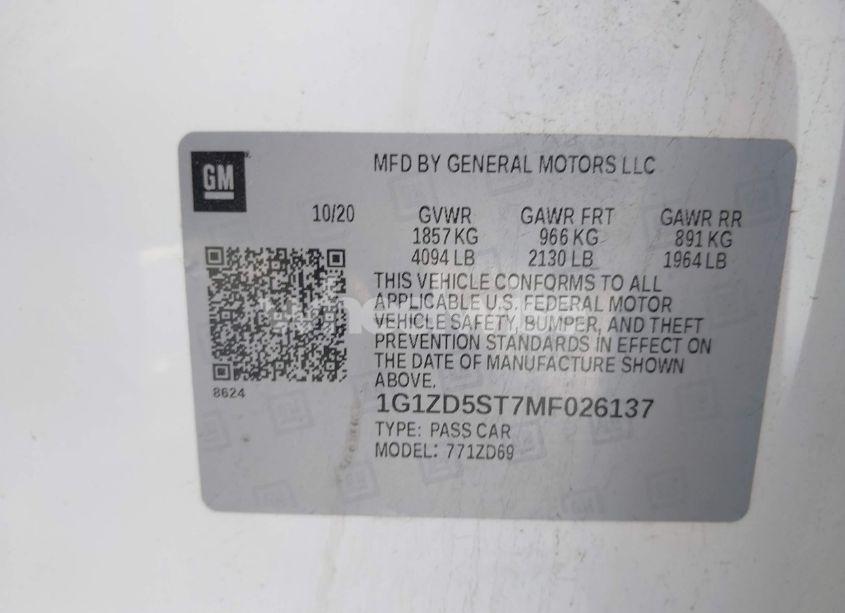 GM
MFD BY GENERAL MOTORS LLC
10/20 GVWR GAWR FRT GAWR RR
1857 KG 966 KG 891 KG
4094 LB 2130 LB 1964 LB
THIS VEHICLE CONFORMS TO ALL
APPLICABLE U.S. FEDERAL MOTOR
VEHICLE SAFETY, BUMPER, AND THEFT
PREVENTION STANDARDS IN EFFECT ON
THE DATE OF MANUFACTURE SHOWN
ABOVE.
8624
1G1ZD5ST7MF026137
TYPE: PASS CAR
MODEL: 771ZD69